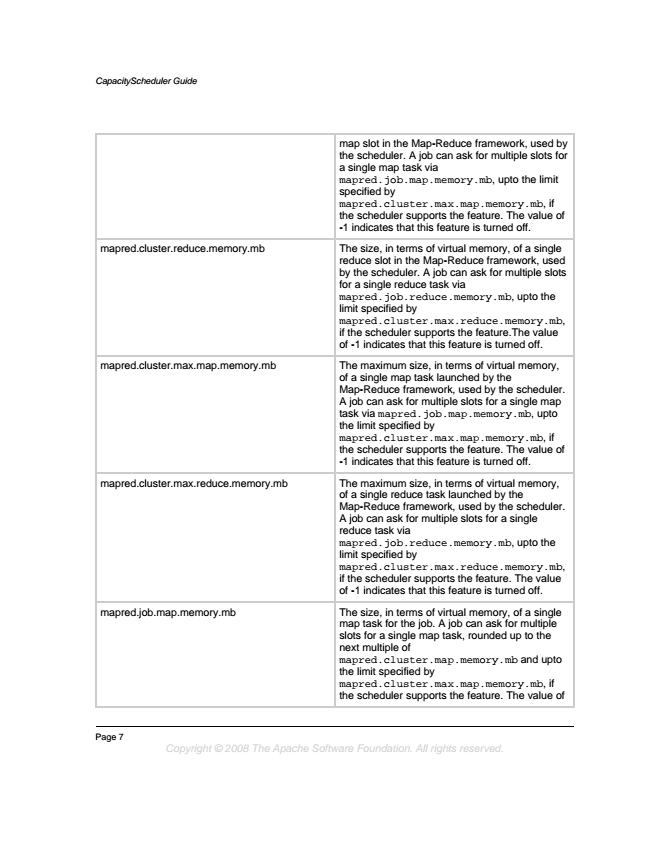 CapacityScheduler Guide
map slot in the Map-Reduce framework, used by
the scheduler. A job can ask for multiple slots for
a single map task via
mapred.job.map.memory.mb, upto the limit
specified by
mapred.cluster.max.map.memory.mb, if
the scheduler supports the feature. The value of
-1 indicates that this feature is turned off.
mapred.cluster.reduce.memory.mb
The size, in terms of virtual memory, of a single
reduce slot in the Map-Reduce framework, used
by the scheduler. A job can ask for multiple slots
for a single reduce task via
mapred.job.reduce.memory.mb, upto the
limit specified by
mapred.cluster.max.reduce.memory.mb,
if the scheduler supports the feature.The value
of -1 indicates that this feature is turned off.
mapred.cluster.max.map.memory.mb
The maximum size, in terms of virtual memory,
of a single map task launched by the
Map-Reduce framework, used by the scheduler.
A job can ask for multiple slots for a single map
task via mapred.job.map.memory.mb, upto
the limit specified by
mapred.cluster.max.map.memory.mb, if
the scheduler supports the feature. The value of
-1 indicates that this feature is turned off.
mapred.cluster.max.reduce.memory.mb
The maximum size, in terms of virtual memory,
of a single reduce task launched by the
Map-Reduce framework, used by the scheduler.
A job can ask for multiple slots for a single
reduce task via
mapred.job.reduce.memory.mb, upto the
limit specified by
mapred.cluster.max.reduce.memory.mb,
if the scheduler supports the feature. The value
of -1 indicates that this feature is turned off.
mapred.job.map.memory.mb
The size, in terms of virtual memory, of a single
map task for the job. A job can ask for multiple
slots for a single map task, rounded up to the
next multiple of
mapred.cluster.map.memory.mb and upto
the limit specified by
mapred.cluster.max.map.memory.mb, if
the scheduler supports the feature. The value of
Page 7
Copyright © 2008 The Apache Software Foundation. All rights reserved.